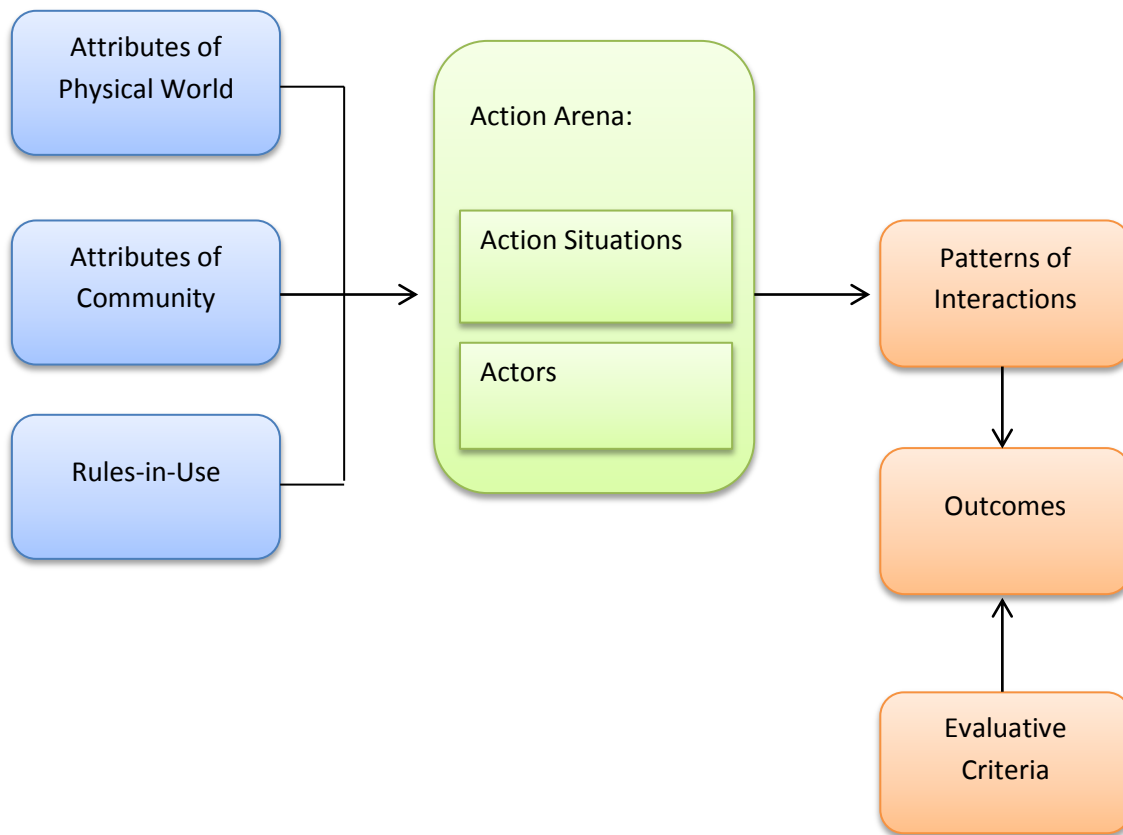 Attributes of
Physical World
Attributes of
Community
Rules-in-Use
Action Arena:
Action Situations
Actors
Patterns of
Interactions
Outcomes
Evaluative
Criteria